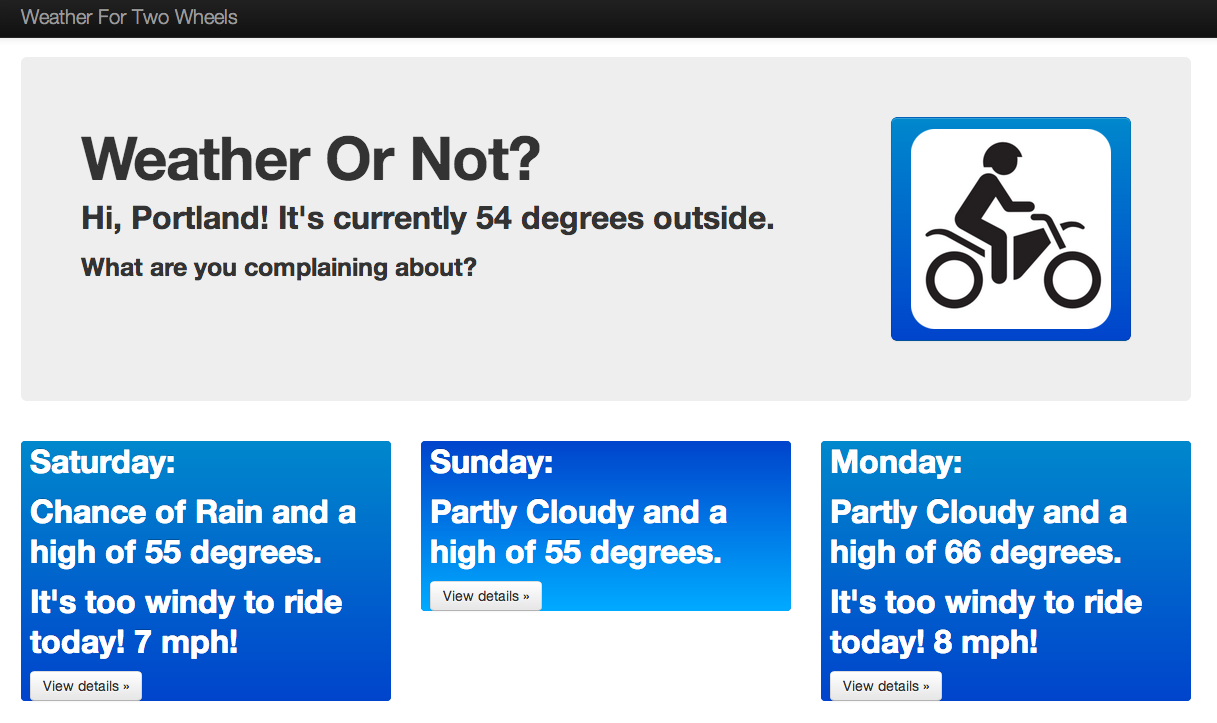 Weather For Two Wheels
Weather Or Not?
Hi, Portland! It's currently 54 degrees outside.
What are you complaining about?
Saturday:
Chance of Rain and a
high of 55 degrees.
It's too windy to ride
today! 7 mph!
View details »
Sunday:
Partly Cloudy and a
high of 55 degrees.
View details »
Monday:
Partly Cloudy and a
high of 66 degrees.
It's too windy to ride
today! 8 mph!
View details »